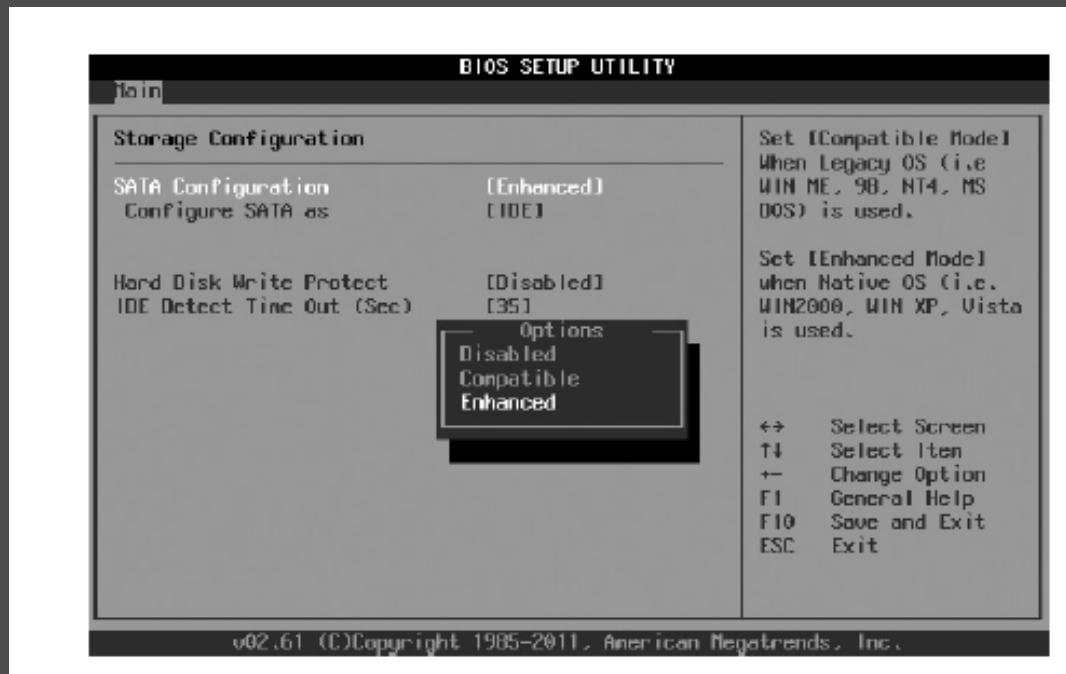 BIOS SETUP UTILITY
Main
Storage Configuration
SATA Configuration [Enhanced]
Configure SATA as [IDE]
Hard Disk Write Protect [Disabled]
IDE Detect Time Out (Sec) [35]
Options
Disabled
Compatible
Enhanced
Set [Compatible Mode]
When Legacy OS (i.e
WIN ME, 98, NT4, MS
DOS) is used.
Set [Enhanced Mode]
when Native OS (i.e.
WIN2000, WIN XP, Vista
is used.
←→ Select Screen
↑↓ Select Item
+- Change Option
F1 General Help
F10 Save and Exit
ESC Exit
v02.61 (C)Copyright 1985-2011, American Megatrends, Inc.